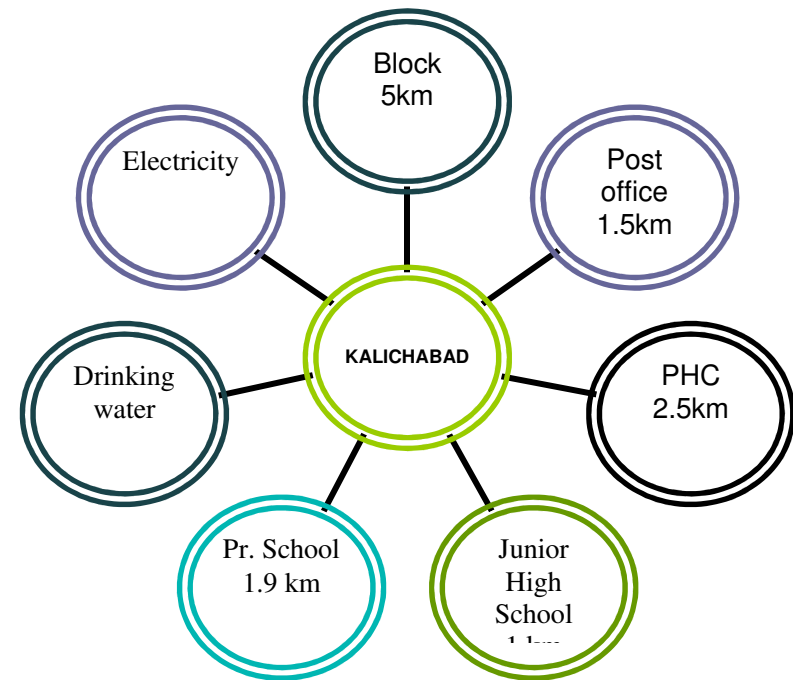 Block
5km
Post
office
1.5km
PHC
2.5km
Junior
High
School
Pr. School
1.9 km
Drinking
water
Electricity
KALICHABAD